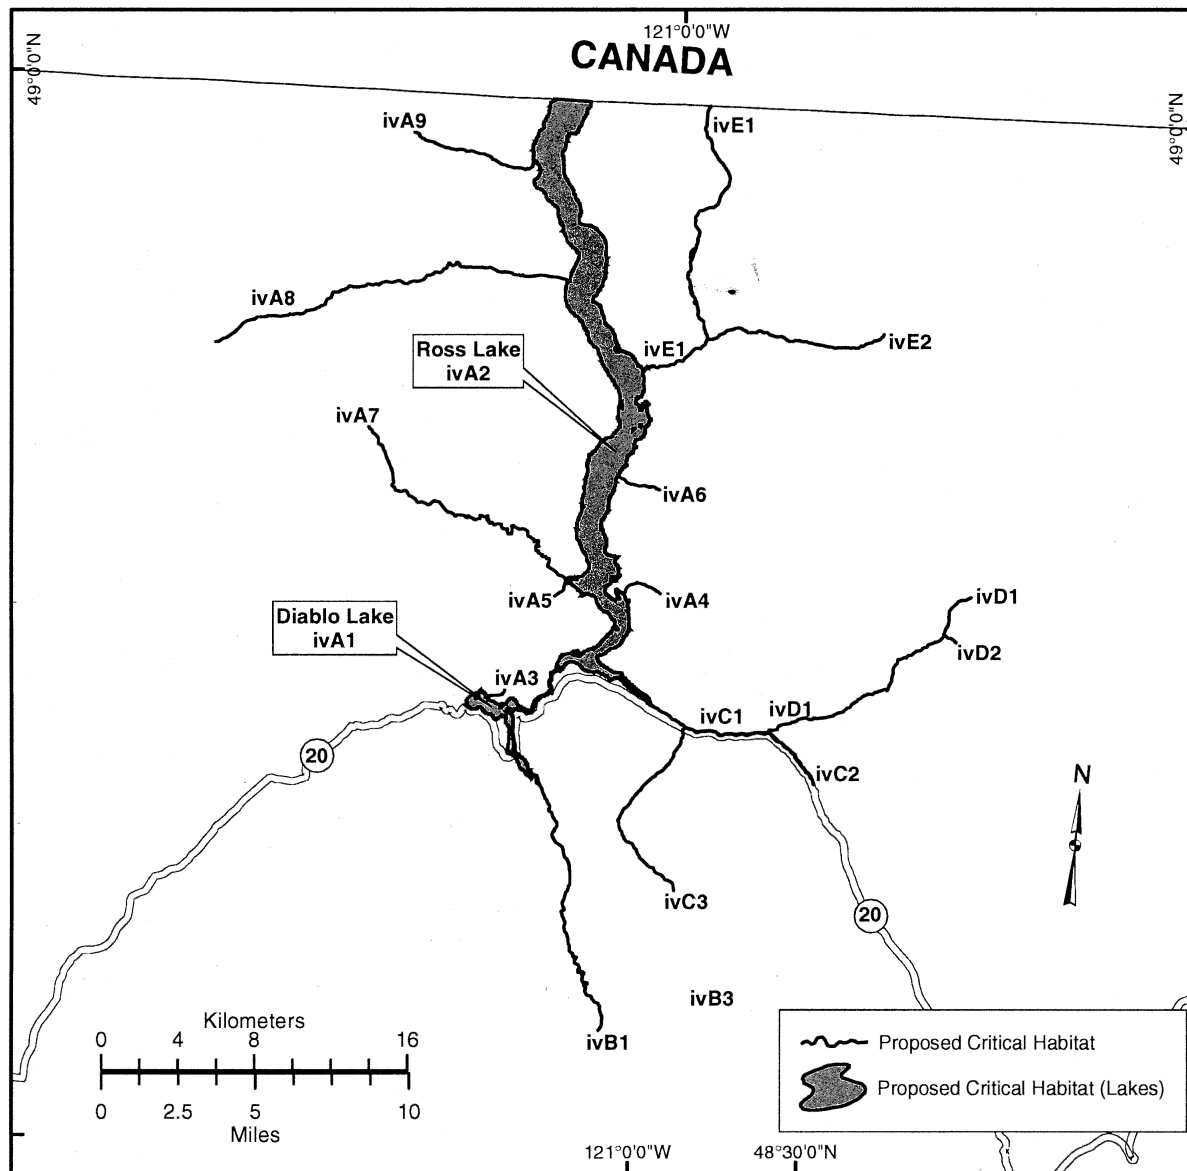 121°0'0"W
CANADA
49°0'0"N
49°0'0"N
ivA9
ivE1
ivA8
ivE1
ivE2
Ross Lake
ivA2
ivA7
ivA6
ivA5
ivA4
ivD1
Diablo Lake
ivA1
ivD2
ivA3
ivC1
ivD1
20
ivC2
ivC3
20
ivB3
ivB1
N
Kilometers
0 4 8 16
0 2.5 5 10
Miles
Proposed Critical Habitat
Proposed Critical Habitat (Lakes)
121°0'0"W
48°30'0"N